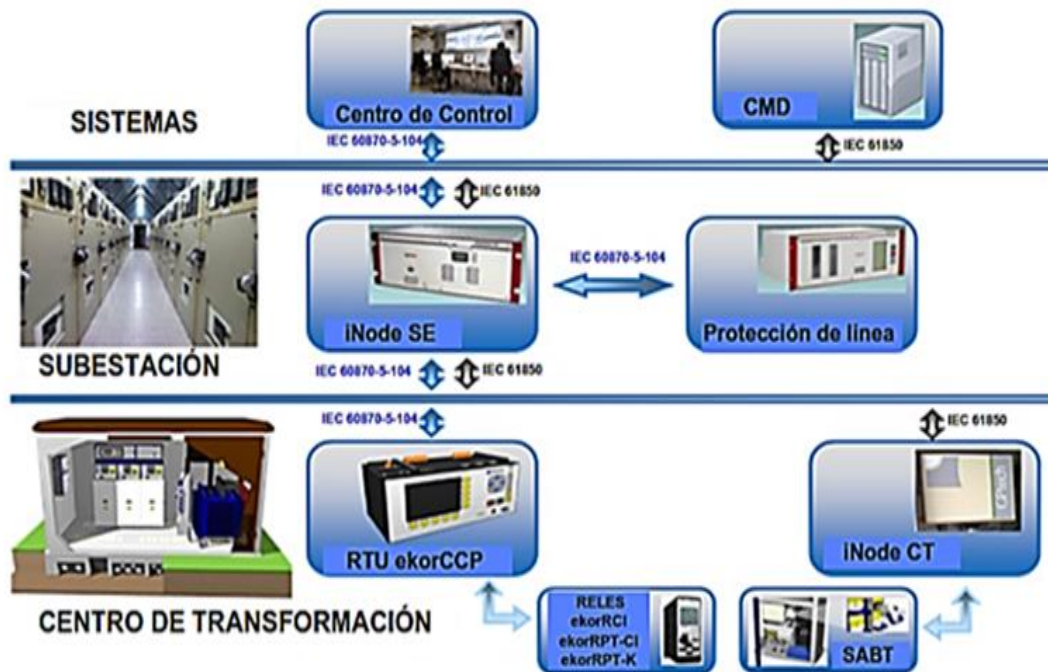 SISTEMAS
Centro de Control
CMD
IEC 60870-5-104
IEC 61850
IEC 60870-5-104
IEC 61850
IEC 60870-5-104
iNode SE
Protección de línea
SUBESTACIÓN
IEC 60870-5-104
IEC 61850
IEC 60870-5-104
IEC 61850
GPtech
RTU ekorCCP
iNode CT
CENTRO DE TRANSFORMACIÓN
RELES
ekorRCI
ekorRPT-CI
ekorRPT-K
SABT